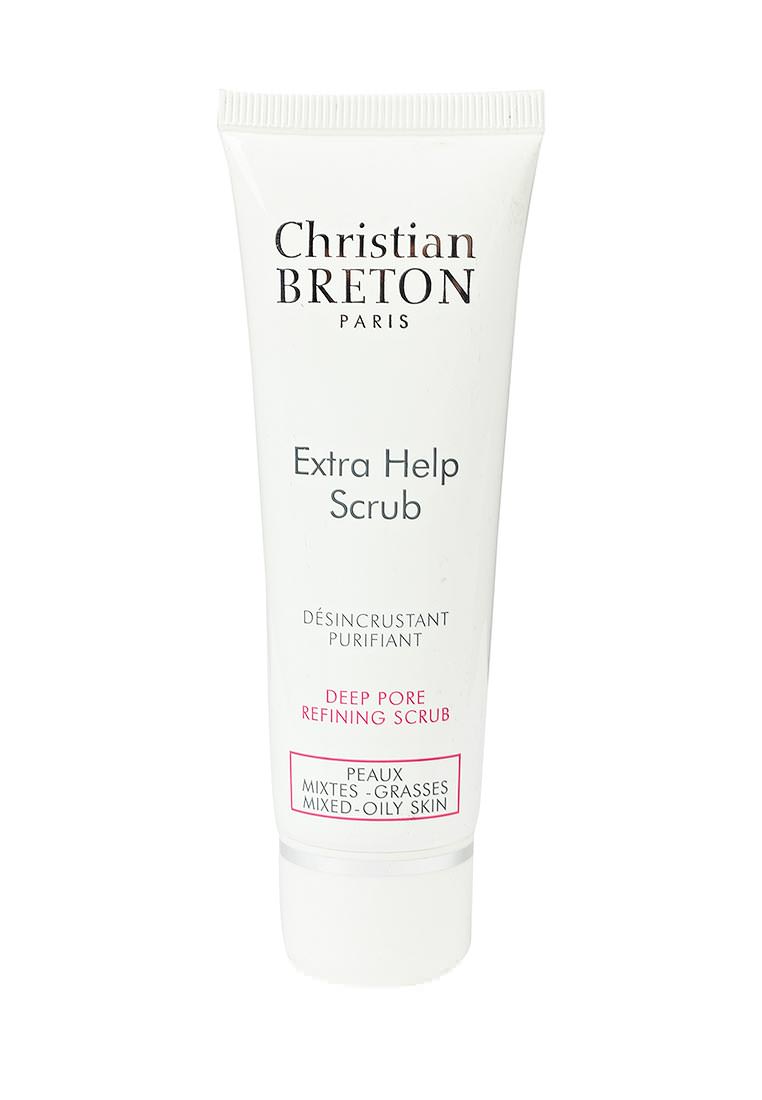 Christian
BRETON
PARIS
Extra Help
Scrub
DÉSINCRUSTANT
PURIFIANT
DEEP PORE
REFINING SCRUB
PEAUX
MIXTES -GRASSES
MIXED-OILY SKIN